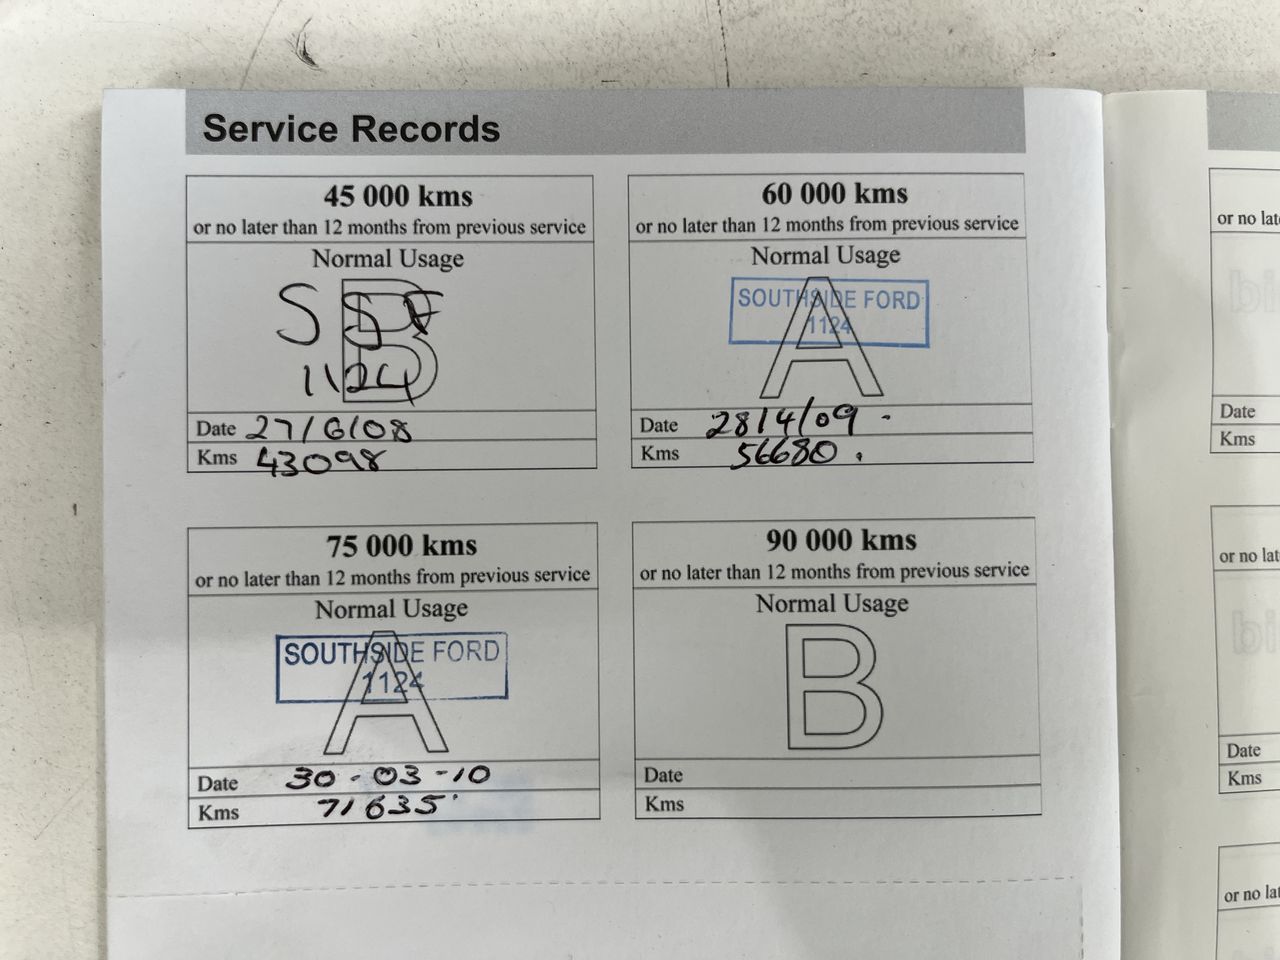 Service Records
45 000 kms
or no later than 12 months from previous service
Normal Usage
B
S S F
1124
Date 27/6/08
Kms 43098
60 000 kms
or no later than 12 months from previous service
Normal Usage
A
SOUTHSIDE FORD
1124
Date 28/4/09 -
Kms 56680 .
75 000 kms
or no later than 12 months from previous service
Normal Usage
A
SOUTHSIDE FORD
1124
Date 30-03-10
Kms 71635
90 000 kms
or no later than 12 months from previous service
Normal Usage
B
Date
Kms
or no
Date
Kms
or no
Date
Kms
or no